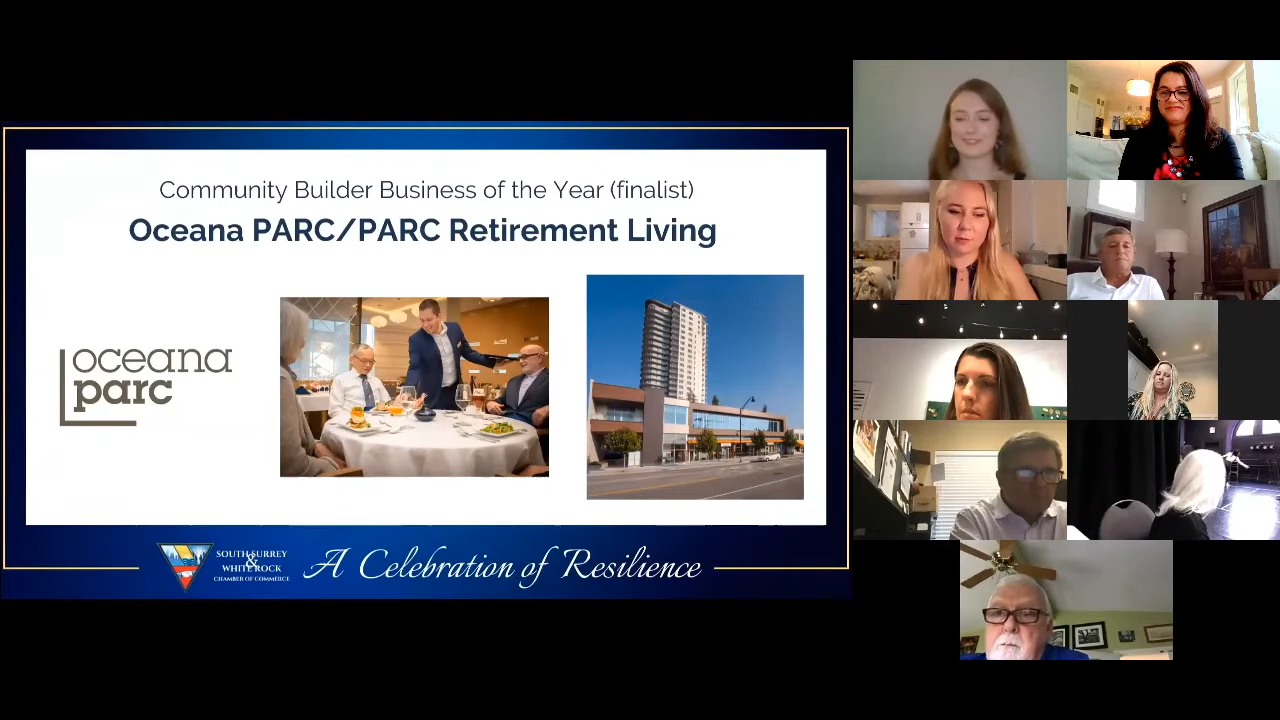 Community Builder Business of the Year (finalist)
Oceana PARC/PARC Retirement Living
oceana
parc
SOUTH SURREY
&
WHITE ROCK
CHAMBER OF COMMERCE
A Celebration of Resilience